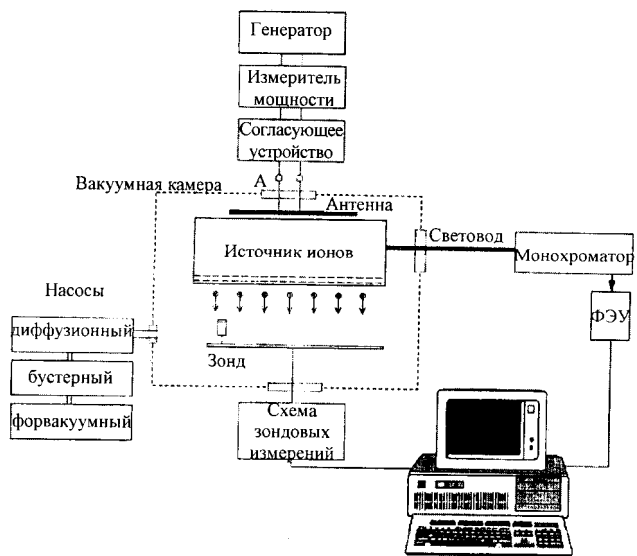 Генератор
Измеритель
мощности
Согласующее
устройство
А
Вакуумная камера
Антенна
Источник ионов
Световод
Монохроматор
ФЭУ
Насосы
диффузионный
бустерный
форвакуумный
Зонд
Схема
зондовых
измерений